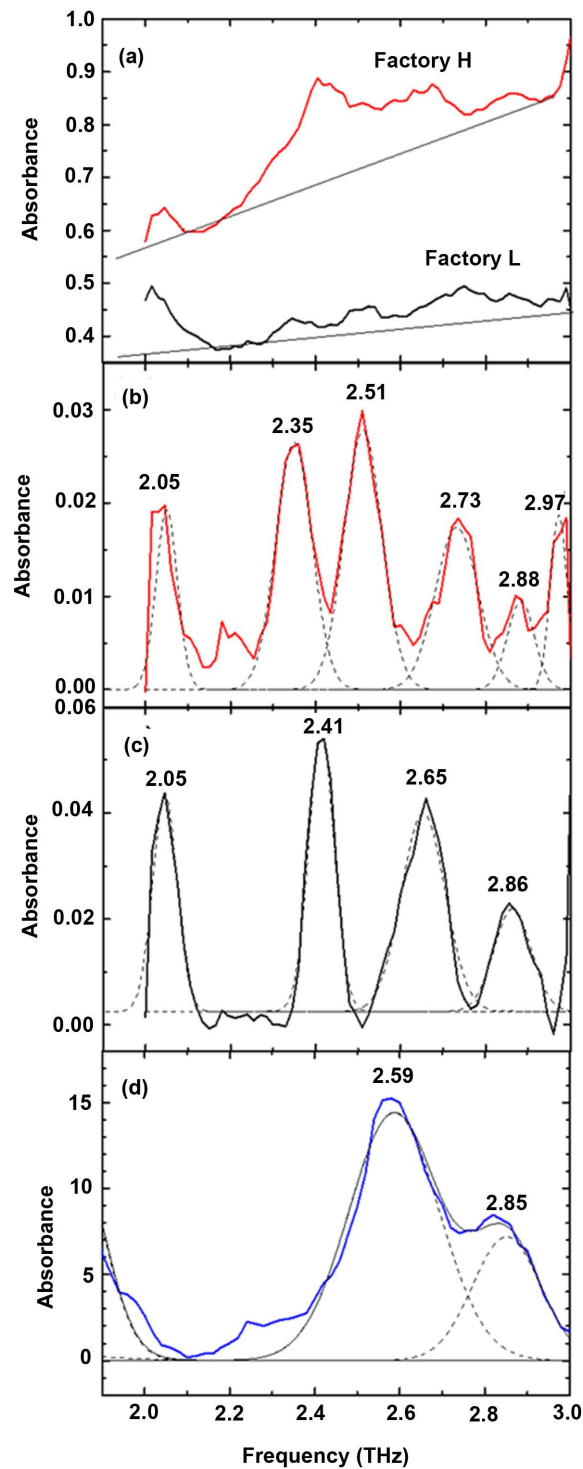 (a)
Factory H
Factory L
1.0
0.9
0.8
0.7
0.6
0.5
0.4
Absorbance
(b)
2.05
2.35
2.51
2.73
2.88
2.97
0.03
0.02
0.01
0.00
Absorbance
(c)
2.05
2.41
2.65
2.86
0.06
0.04
0.02
0.00
Absorbance
(d)
2.59
2.85
15
10
5
0
Absorbance
2.0 2.2 2.4 2.6 2.8 3.0
Frequency (THz)